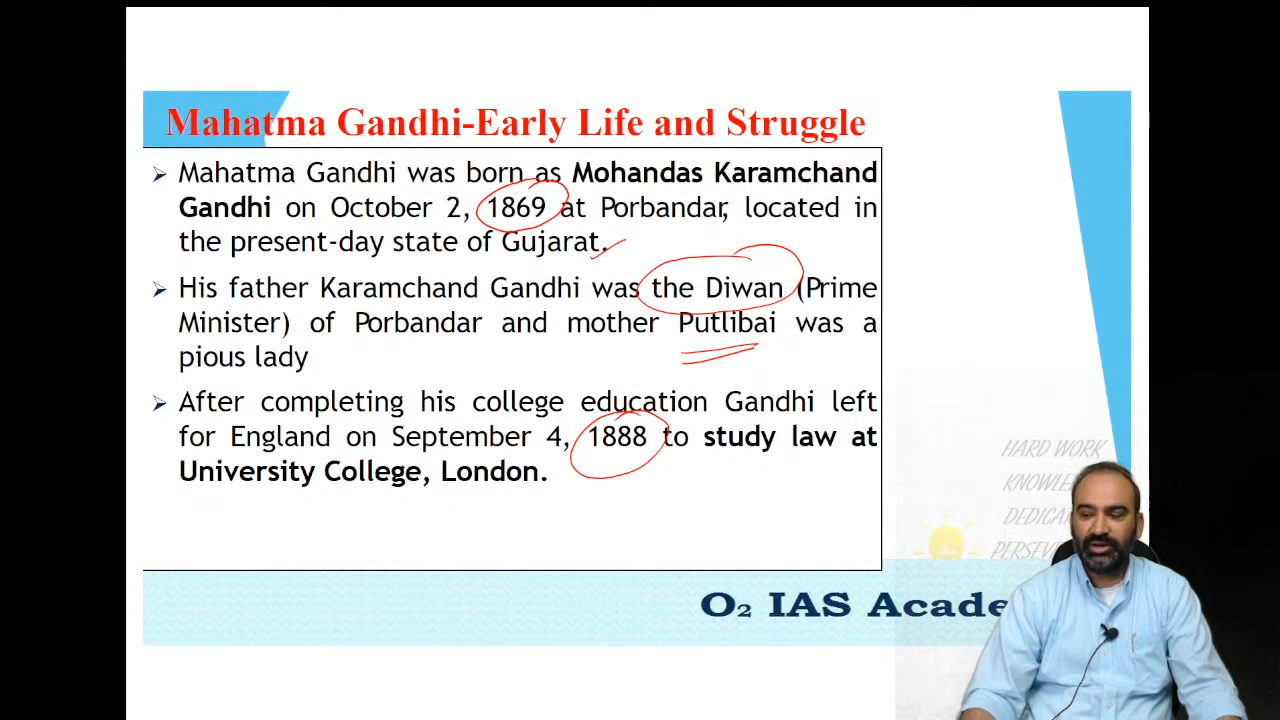 Mahatma Gandhi-Early Life and Struggle
➢ Mahatma Gandhi was born as Mohandas Karamchand
Gandhi on October 2, 1869 at Porbandar, located in
the present-day state of Gujarat.
➢ His father Karamchand Gandhi was the Diwan (Prime
Minister) of Porbandar and mother Putlibai was a
pious lady
➢ After completing his college education Gandhi left
for England on September 4, 1888 to study law at
University College, London.
HARD WORK
O₂ IAS